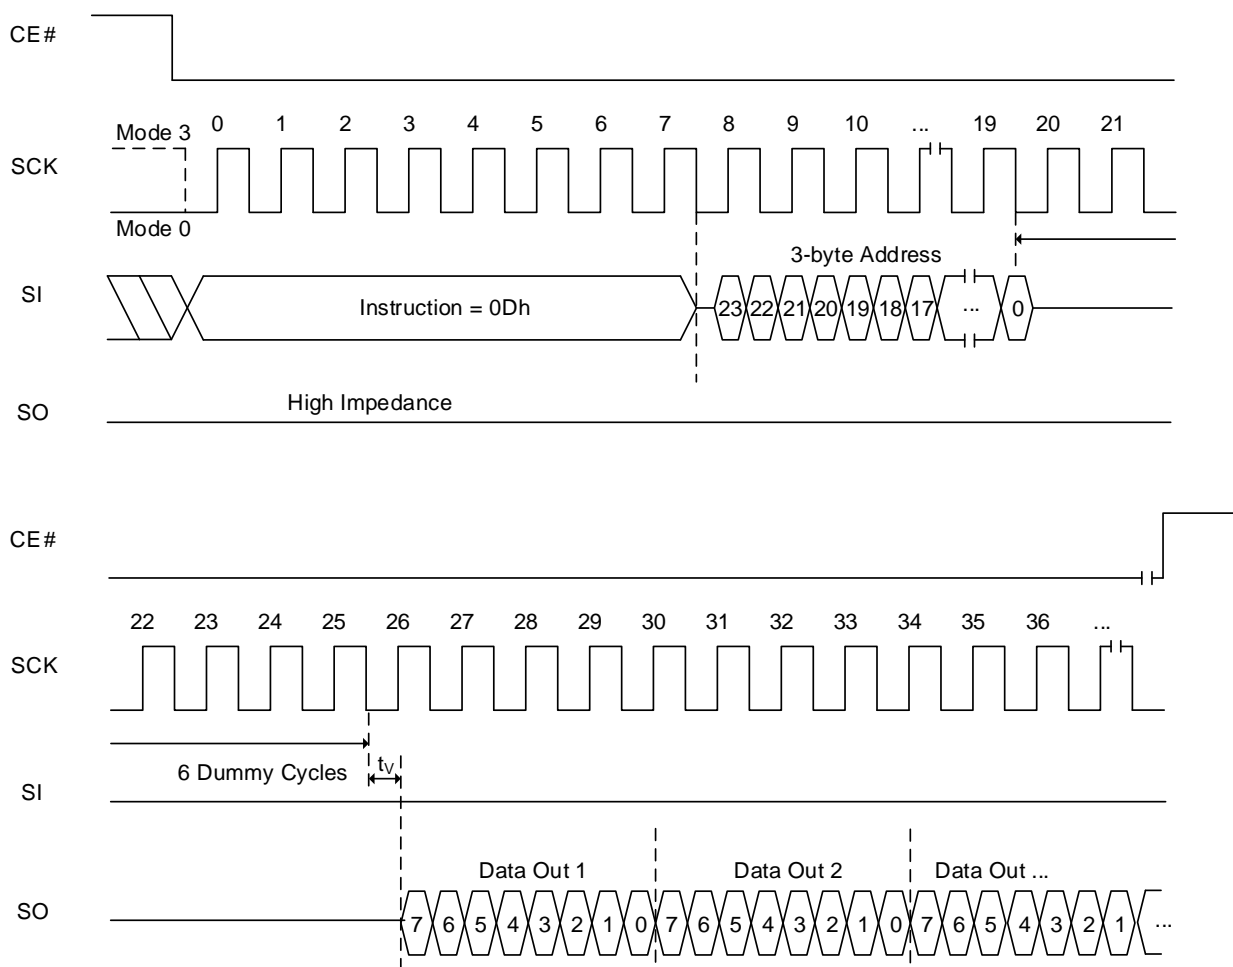 CE#
Mode 3 0 1 2 3 4 5 6 7 8 9 10 ... 19 20 21
SCK
Mode 0
3-byte Address
SI
Instruction = 0Dh 23 22 21 20 19 18 17 ... 0
High Impedance
SO
CE#
22 23 24 25 26 27 28 29 30 31 32 33 34 35 36 ...
SCK
6 Dummy Cycles tV
SI
Data Out 1 Data Out 2 Data Out ...
SO
7 6 5 4 3 2 1 0 7 6 5 4 3 2 1 0 7 6 5 4 3 2 1 ...